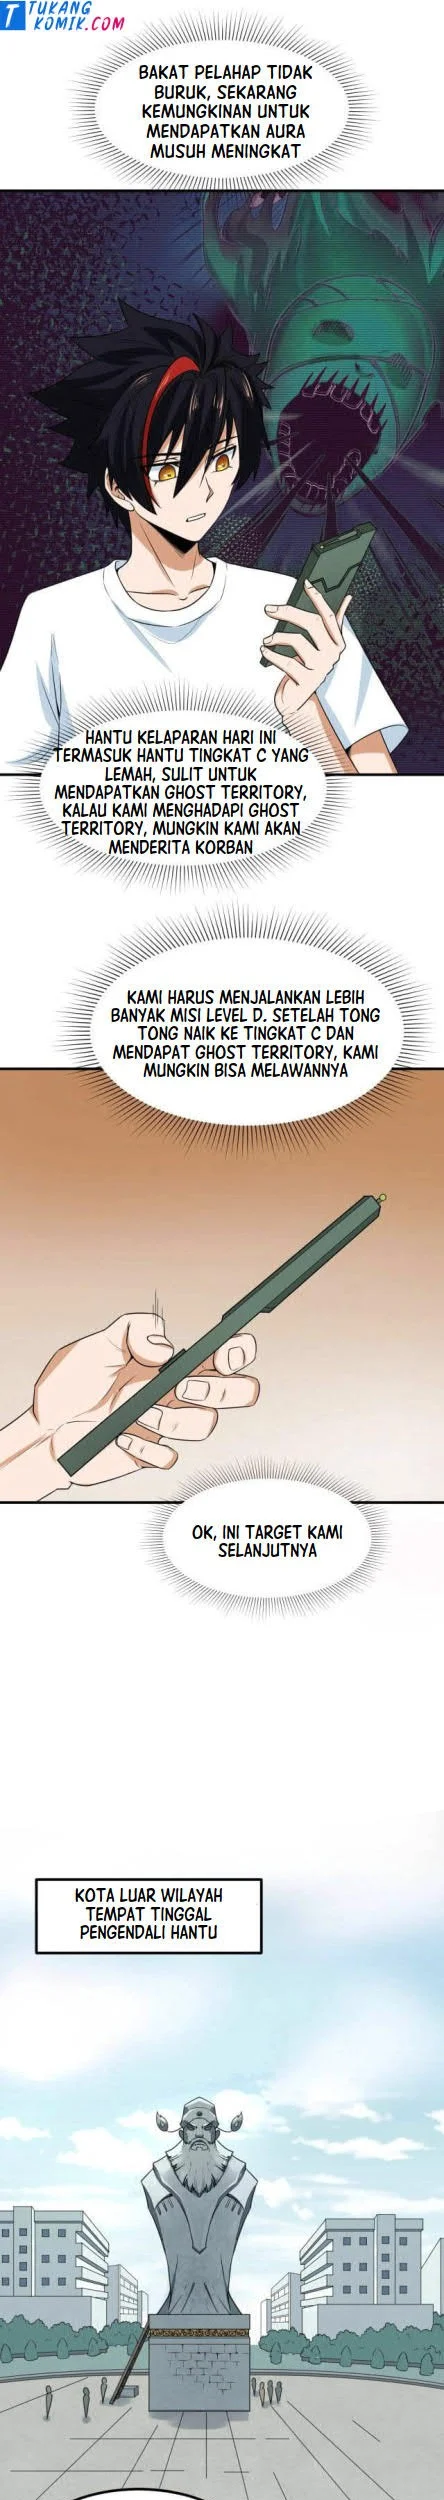 TUKANG
KOMIK.COM
BAKAT PELAHAP TIDAK
BURUK, SEKARANG
KEMUNGKINAN UNTUK
MENDAPATKAN AURA
MUSUH MENINGKAT
HANTU KELAPARAN HARI INI
TERMASUK HANTU TINGKAT C YANG
LEMAH, SULIT UNTUK
MENDAPATKAN GHOST TERRITORY,
KALAU KAMI MENGHADAPI GHOST
TERRITORY, MUNGKIN KAMI AKAN
MENDERITA KORBAN
KAMI HARUS MENJALANKAN LEBIH
BANYAK MISI LEVEL D. SETELAH TONG
TONG NAIK KE TINGKAT C DAN
MENDAPAT GHOST TERRITORY, KAMI
MUNGKIN BISA MELAWANNYA
OK, INI TARGET KAMI
SELANJUTNYA
KOTA LUAR WILAYAH
TEMPAT TINGGAL
PENGENDALI HANTU